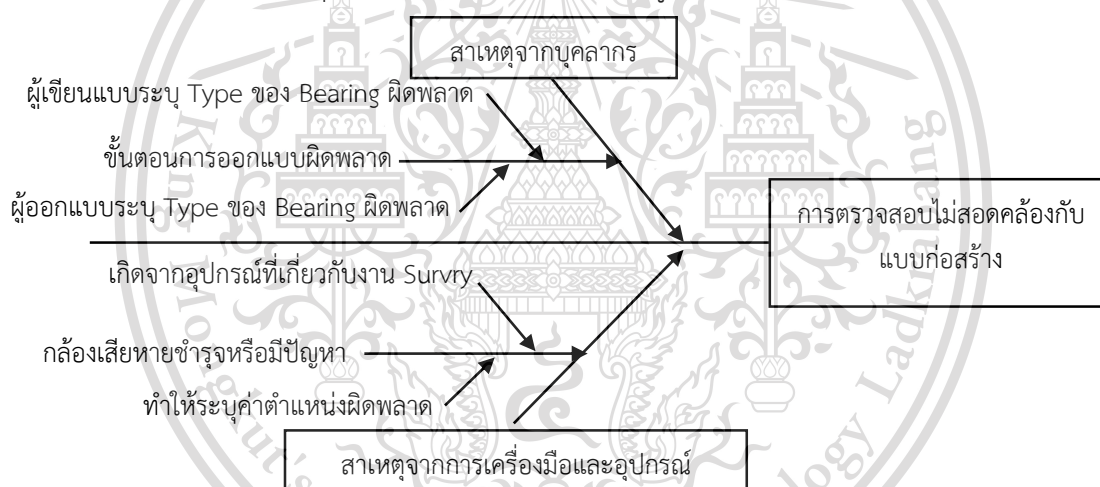 สาเหตุจากบุคลากร
ผู้เขียนแบบระบุ Type ของ Bearing ผิดพลาด
ขั้นตอนการออกแบบผิดพลาด
ผู้ออกแบบระบุ Type ของ Bearing ผิดพลาด
การตรวจสอบไม่สอดคล้องกับ
แบบก่อสร้าง
เกิดจากอุปกรณ์ที่เกี่ยวกับงาน Survry
กล้องเสียหายชำรุจหรือมีปัญหา
ทำให้ระบุค่าตำแหน่งผิดพลาด
สาเหตุจากการเครื่องมือและอุปกรณ์